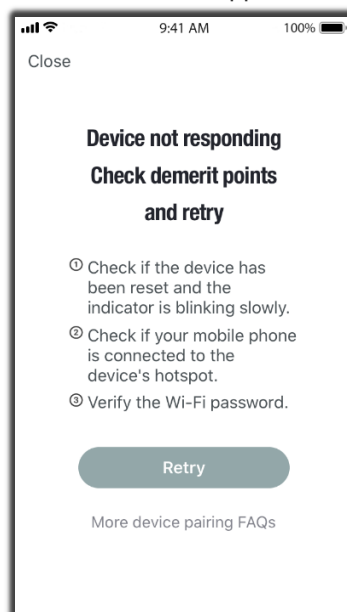 9:41 AM 100%
Close
Device not responding
Check demerit points
and retry
① Check if the device has
been reset and the
indicator is blinking slowly.
② Check if your mobile phone
is connected to the
device's hotspot.
③ Verify the Wi-Fi password.
Retry
More device pairing FAQs